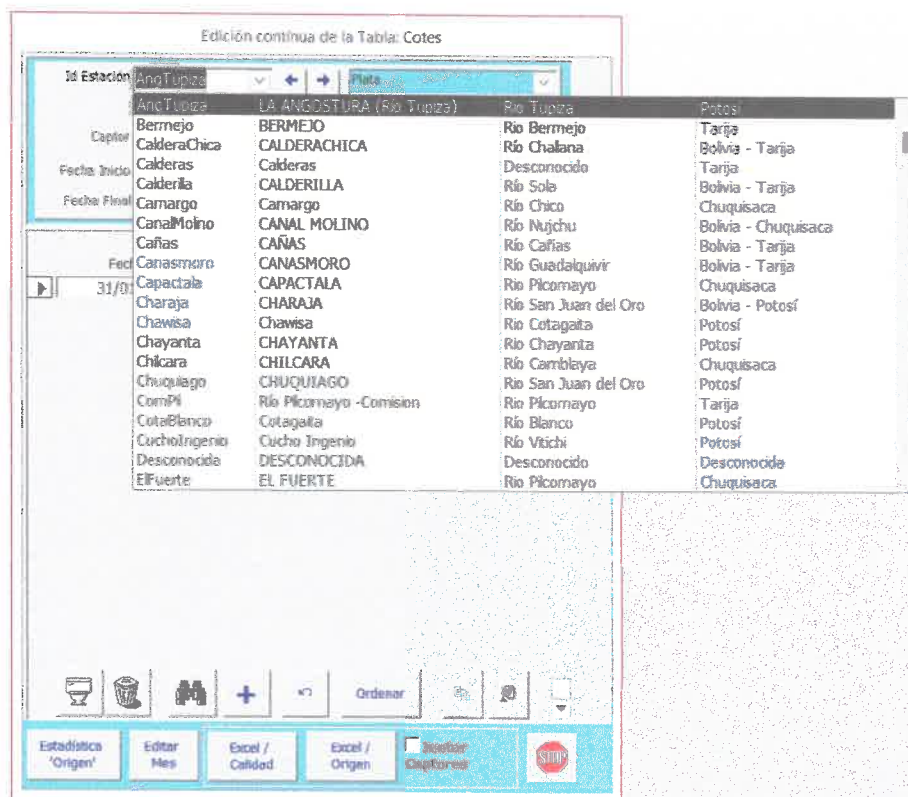 Edición contínua de la Tabla: Cotes
Id Estación AngTupiza Plata
AngTupiza LA ANGOSTURA (Río Tupiza) Río Tupiza Potosí
Bermejo BERMEJO Río Bermejo Tarija
Captor CalderaChica CALDERACHICA Río Chalana Bolivia - Tarija
Fecha Inicio Calderas Calderas Desconocido Tarija
Calderilla CALDERILLA Río Sola Bolivia - Tarija
Fecha Final Camargo Camargo Río Chico Chuquisaca
CanalMolino CANAL MOLINO Río Nujchu Bolivia - Chuquisaca
Cañas CAÑAS Río Cañas Bolivia - Tarija
Fech Canasmoro CANASMORO Río Guadalquivir Bolivia - Tarija
31/01 Capactala CAPACTALA Río Pilcomayo Chuquisaca
Charaja CHARAJA Río San Juan del Oro Bolivia - Potosí
Chawisa Chawisa Río Cotagaita Potosí
Chayanta CHAYANTA Río Chayanta Potosí
Chilcara CHILCARA Río Camblaya Chuquisaca
Chuquiago CHUQUIAGO Río San Juan del Oro Potosí
ComPil Río Pilcomayo -Comision Río Pilcomayo Tarija
CotaBlanco Cotagaita Río Blanco Potosí
CuchoIngenio Cucho Ingenio Río Vitichi Potosí
Desconocida DESCONOCIDA Desconocido Desconocida
ElFuerte EL FUERTE Río Pilcomayo Chuquisaca
Ordenar
Estadística 'Origen'
Editar Mes
Excel / Calidad
Excel / Origen
Captores
STOP